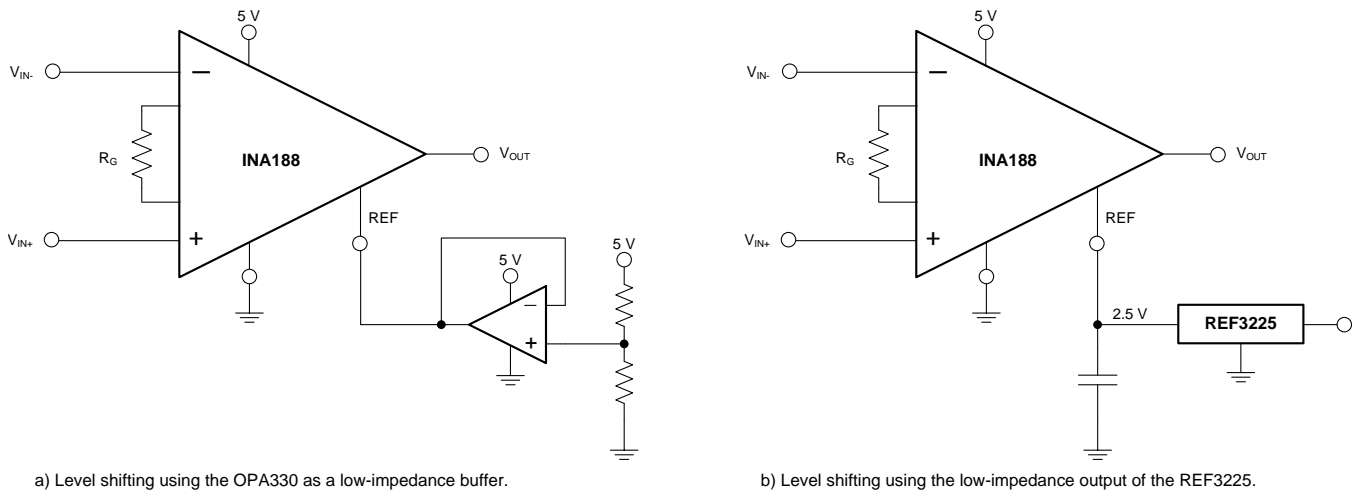 5 V
V_IN-
−
R_G
INA188
V_OUT
V_IN+
+
REF
5 V
5 V
−
+
a) Level shifting using the OPA330 as a low-impedance buffer.
5 V
V_IN-
−
R_G
INA188
V_OUT
V_IN+
+
REF
2.5 V
REF3225
b) Level shifting using the low-impedance output of the REF3225.